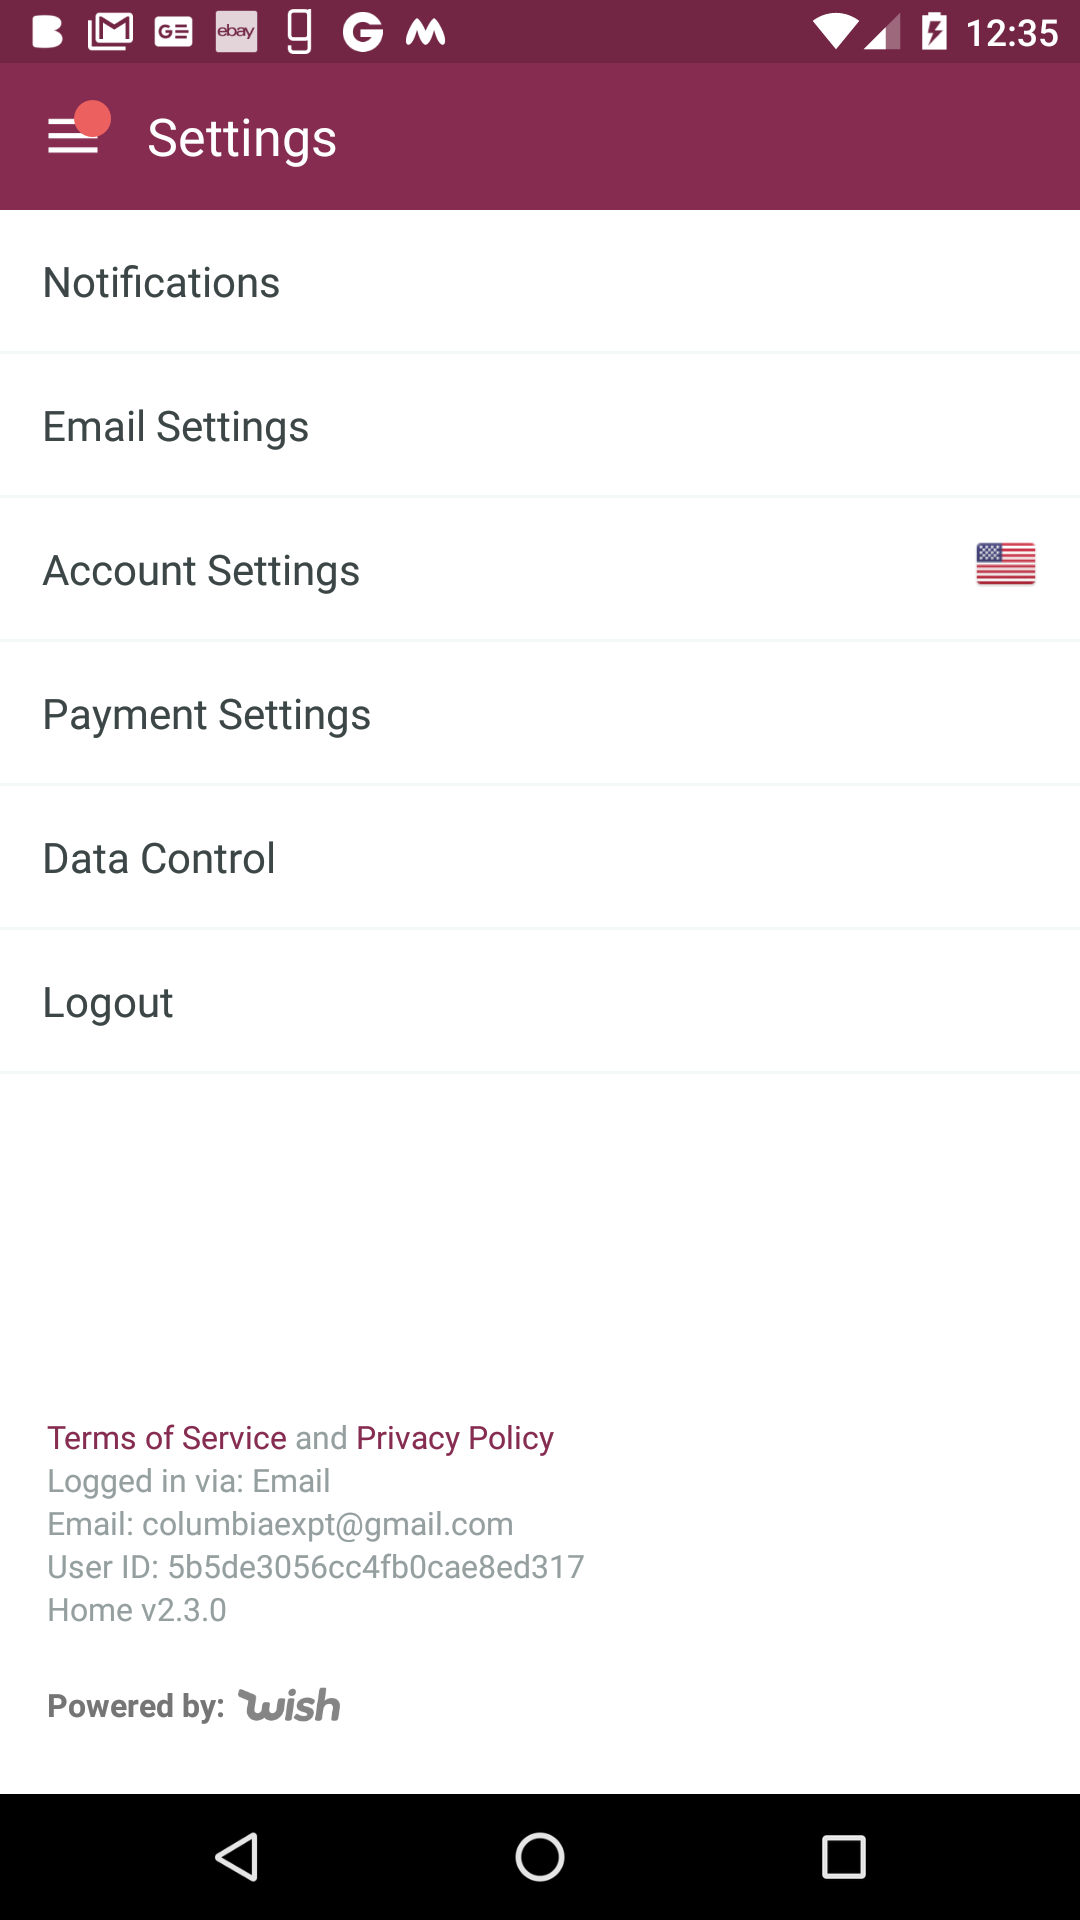 GE ebay g G 12:35
Settings
Notifications
Email Settings
Account Settings
Payment Settings
Data Control
Logout
Terms of Service and Privacy Policy
Logged in via: Email
Email: columbiaexpt@gmail.com
User ID: 5b5de3056cc4fb0cae8ed317
Home v2.3.0
Powered by: wish